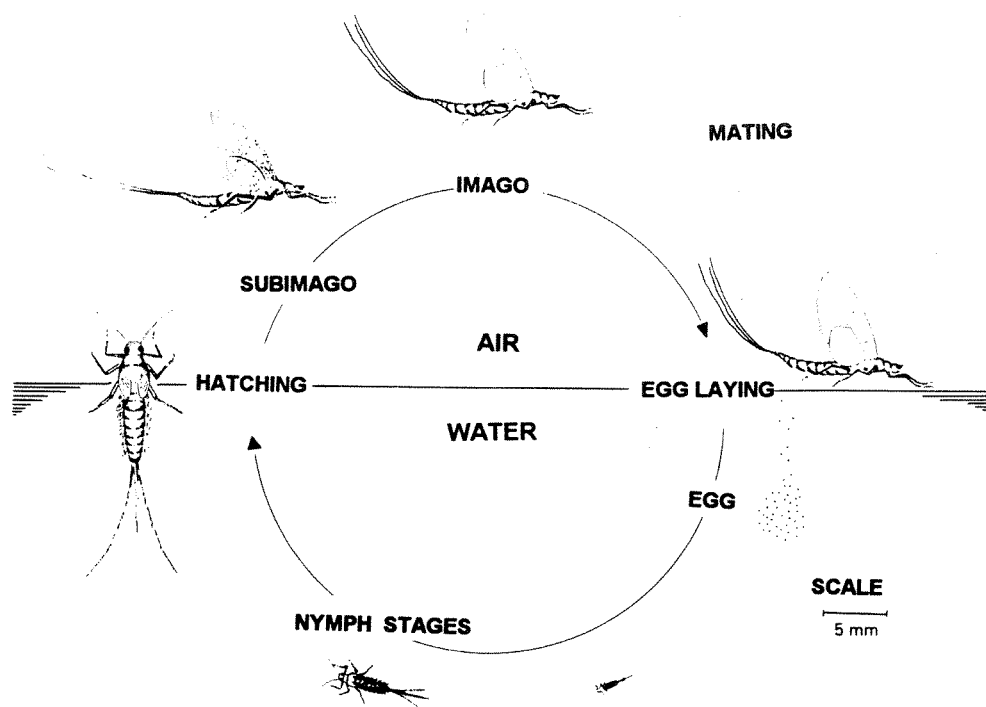 MATING
IMAGO
SUBIMAGO
AIR
HATCHING
EGG LAYING
WATER
EGG
SCALE
5 mm
NYMPH STAGES